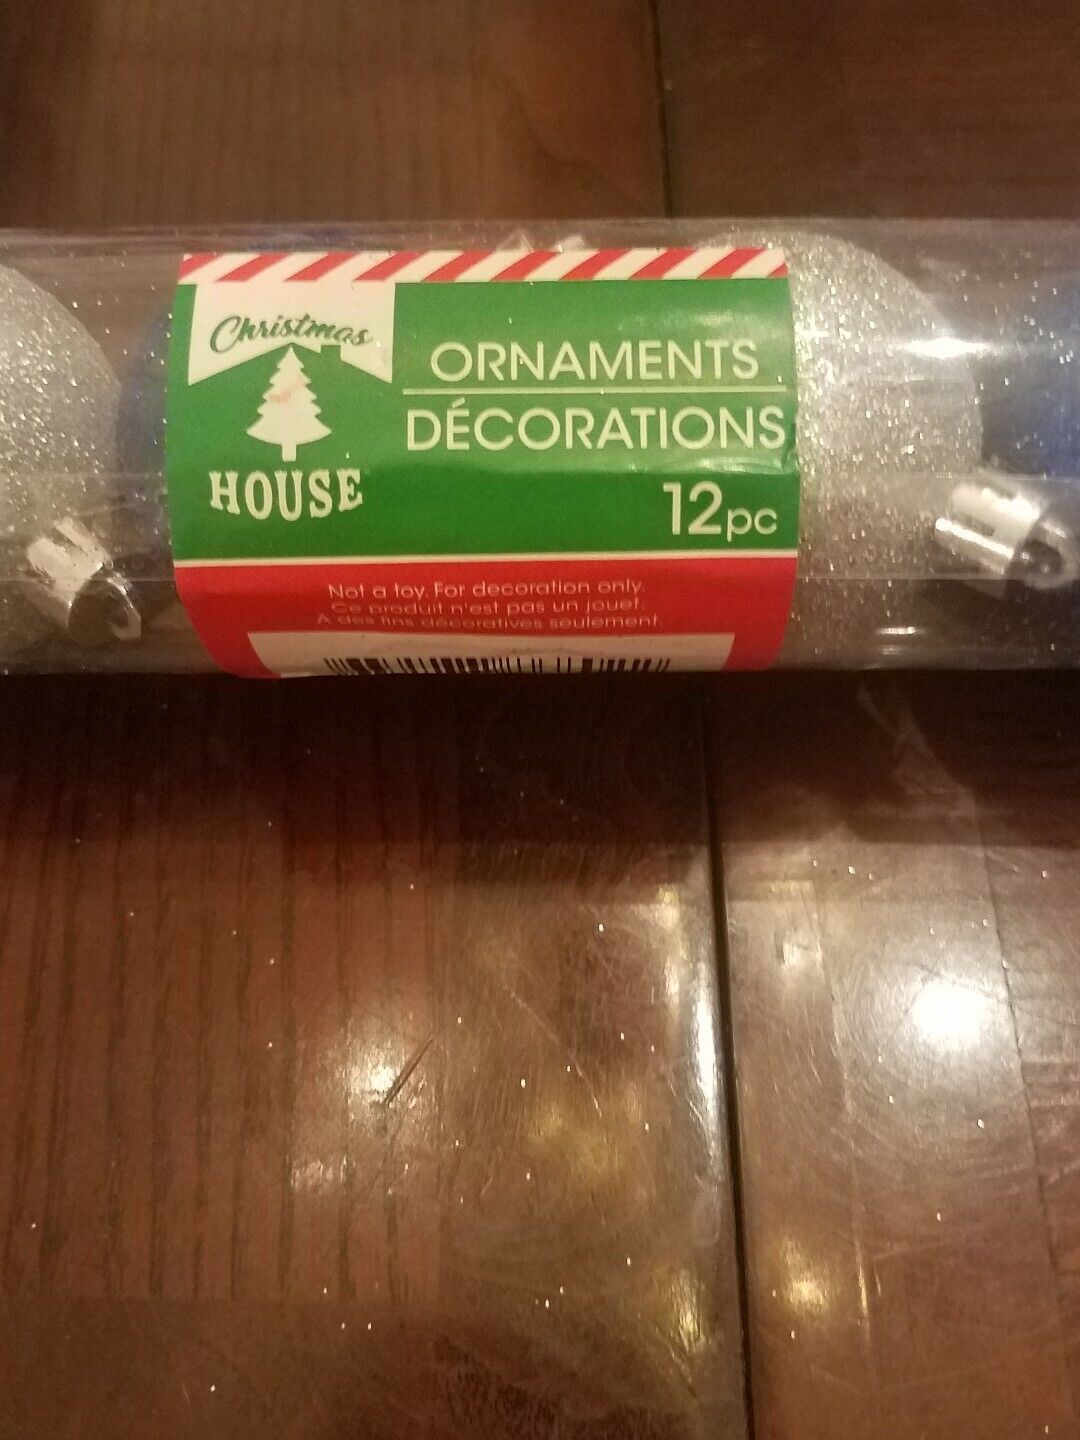 Christmas
HOUSE
ORNAMENTS
DÉCORATIONS
12pc
Not a toy. For decoration only.
Ce produit n'est pas un jouet.
À des fins décoratives seulement.